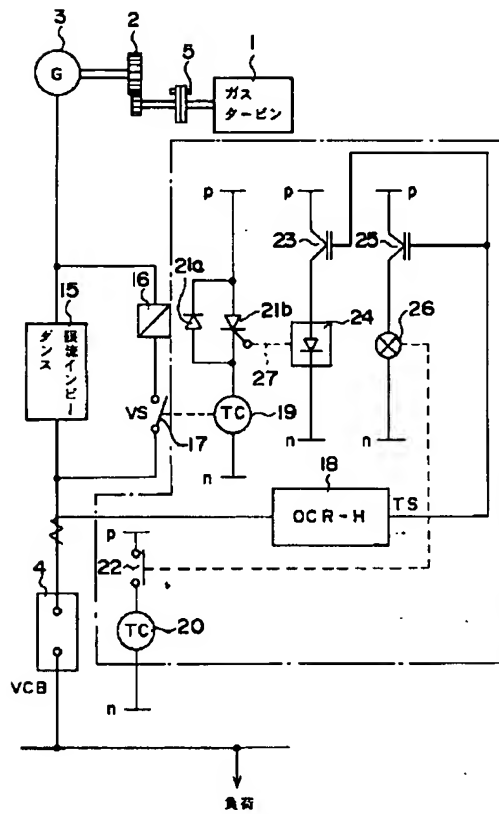 3
2
5
1
G
ガス
タービン
p
p
p
23
25
21a
21b
15
16
24
26
限流インピー
ダンス
27
VS
17
TC
19
n
n
n
18
OCR-H
TS
p
22
4
TC
20
VCB
n
負荷